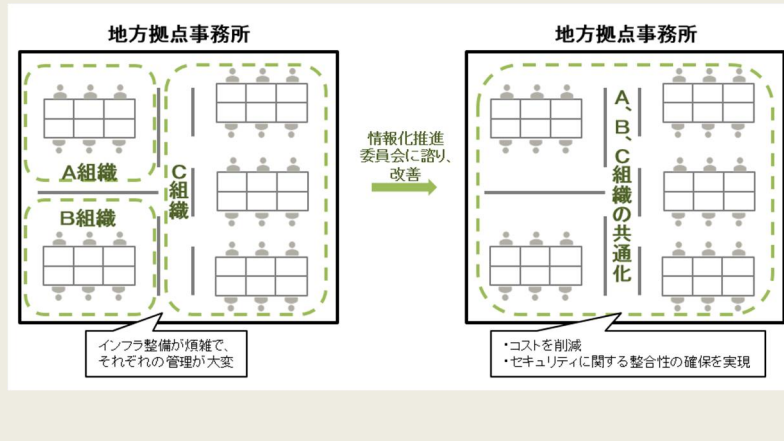 地方拠点事務所
A組織
B組織
C組織
インフラ整備が煩雑で、
それぞれの管理が大変
情報化推進
委員会に諮り、
改善
地方拠点事務所
A、B、C組織の共通化
・コストを削減
・セキュリティに関する整合性の確保を実現